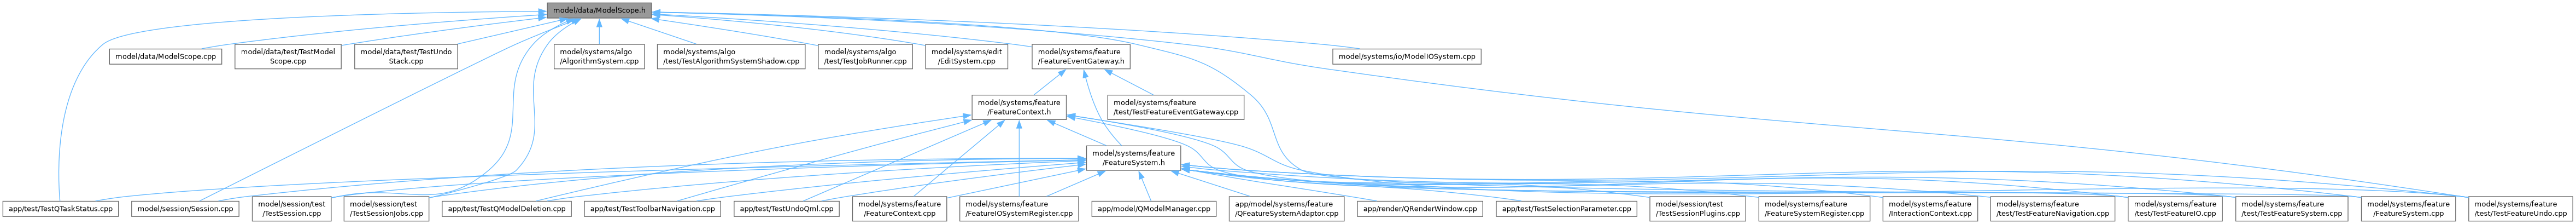 model/data/ModelScope.h
model/data/ModelScope.cpp
model/data/test/TestModel
Scope.cpp
model/data/test/TestUndo
Stack.cpp
model/systems/algo
/AlgorithmSystem.cpp
model/systems/algo
/test/TestAlgorithmSystemShadow.cpp
model/systems/algo
/test/TestJobRunner.cpp
model/systems/edit
/EditSystem.cpp
model/systems/feature
/FeatureEventGateway.h
model/systems/io/ModelIOSystem.cpp
model/systems/feature
/FeatureContext.h
model/systems/feature
/test/TestFeatureEventGateway.cpp
model/systems/feature
/FeatureSystem.h
app/test/TestQTaskStatus.cpp
model/session/Session.cpp
model/session/test
/TestSession.cpp
model/session/test
/TestSessionJobs.cpp
app/test/TestQModelDeletion.cpp
app/test/TestToolbarNavigation.cpp
app/test/TestUndoQml.cpp
model/systems/feature
/FeatureContext.cpp
model/systems/feature
/FeatureIOSystemRegister.cpp
app/model/QModelManager.cpp
app/model/systems/feature
/QFeatureSystemAdaptor.cpp
app/render/QRenderWindow.cpp
app/test/TestSelectionParameter.cpp
model/session/test
/TestSessionPlugins.cpp
model/systems/feature
/FeatureSystemRegister.cpp
model/systems/feature
/InteractionContext.cpp
model/systems/feature
/test/TestFeatureNavigation.cpp
model/systems/feature
/test/TestFeatureIO.cpp
model/systems/feature
/test/TestFeatureSystem.cpp
model/systems/feature
/FeatureSystem.cpp
model/systems/feature
/test/TestFeatureUndo.cpp